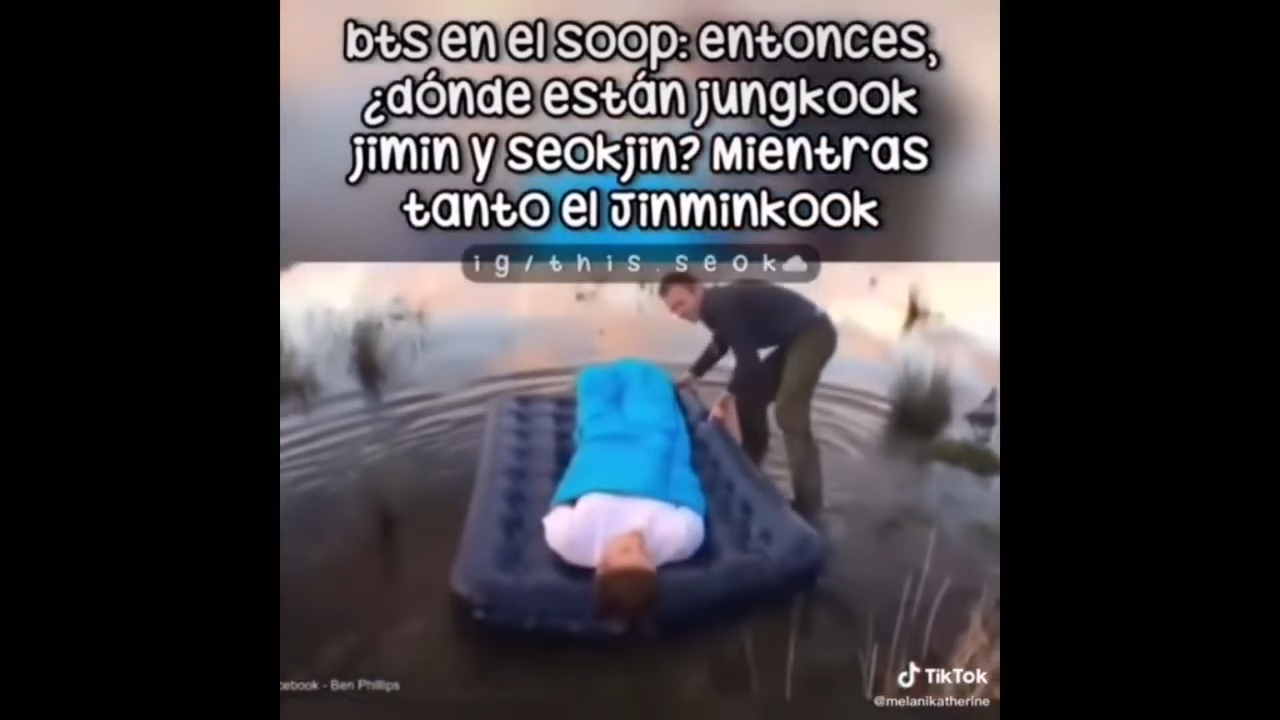 bts en el soop: entonces,
¿dónde están jungkook
jimin y seokjin? Mientras
tanto el Jinminkook
ig/this.seok
cebook - Ben Phillips
TikTok
@melanikatherine